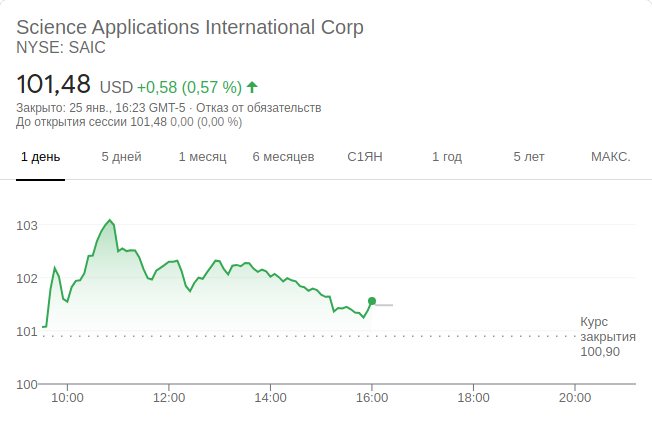 Science Applications International Corp
NYSE: SAIC
101,48 USD +0,58 (0,57 %)
Закрыто: 25 янв., 16:23 GMT-5 · Отказ от обязательств
До открытия сессии 101,48 0,00 (0,00 %)
1 день 5 дней 1 месяц 6 месяцев С1ЯН 1 год 5 лет МАКС.
103
102
101
Курс
закрытия
100,90
100
10:00 12:00 14:00 16:00 18:00 20:00